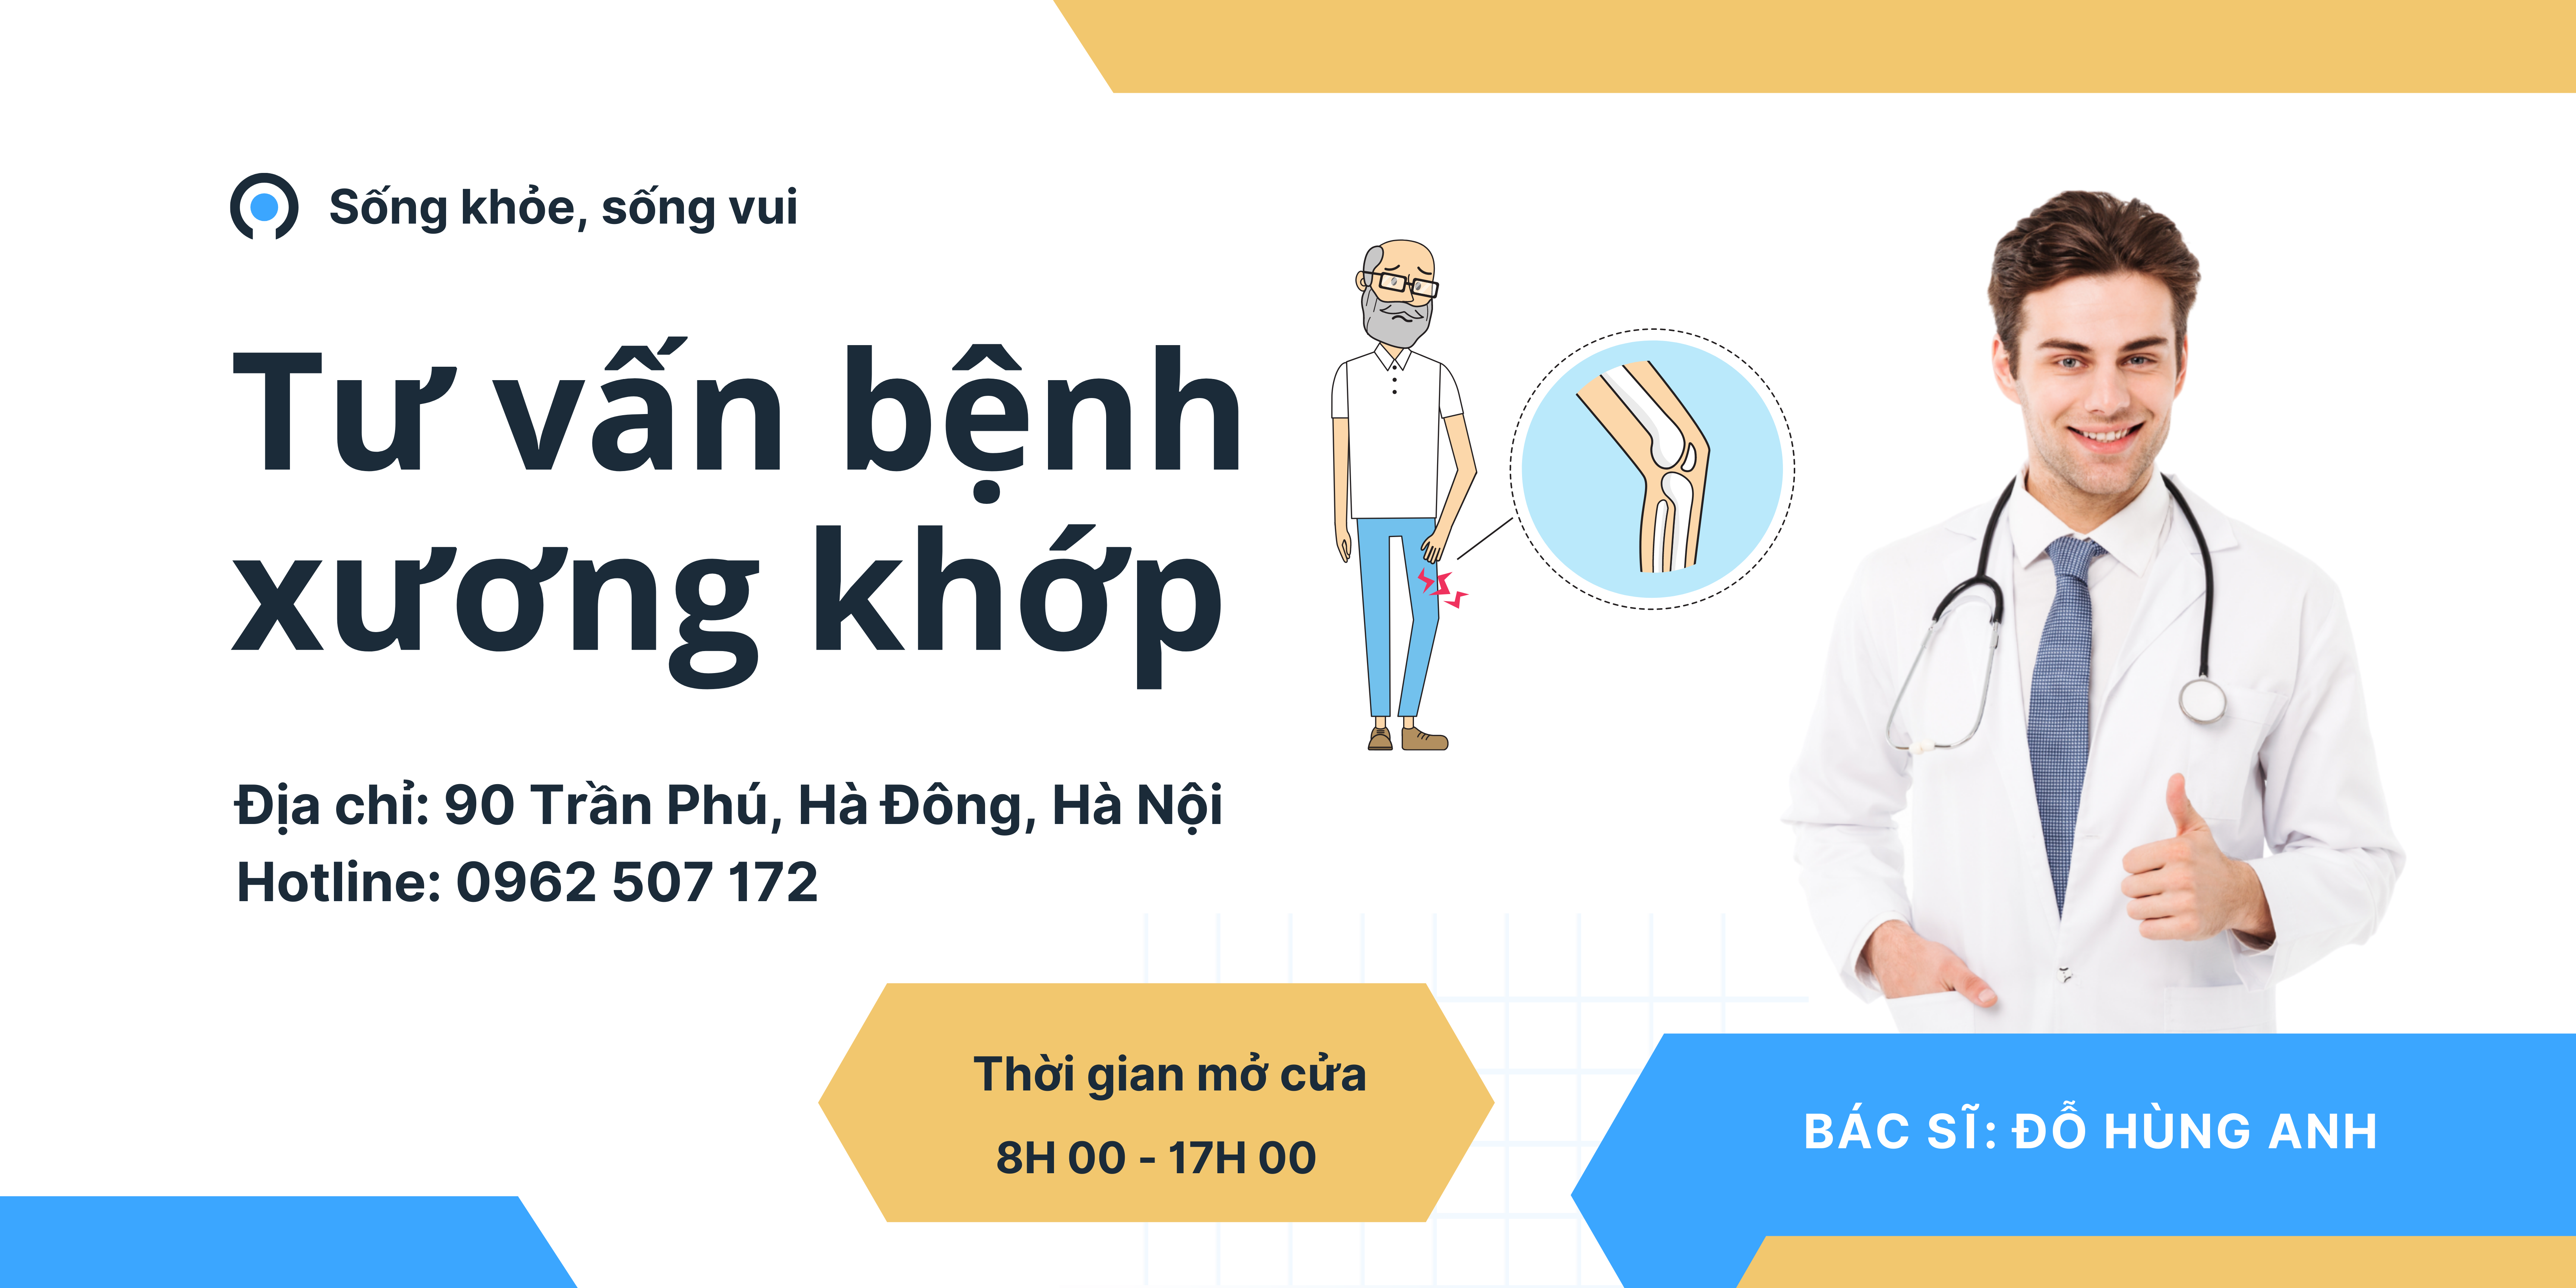 Sống khỏe, sống vui
Tư vấn bệnh
xương khớp
Địa chỉ: 90 Trần Phú, Hà Đông, Hà Nội
Hotline: 0962 507 172
Thời gian mở cửa
8H 00 - 17H 00
BÁC SĨ: ĐỖ HÙNG ANH